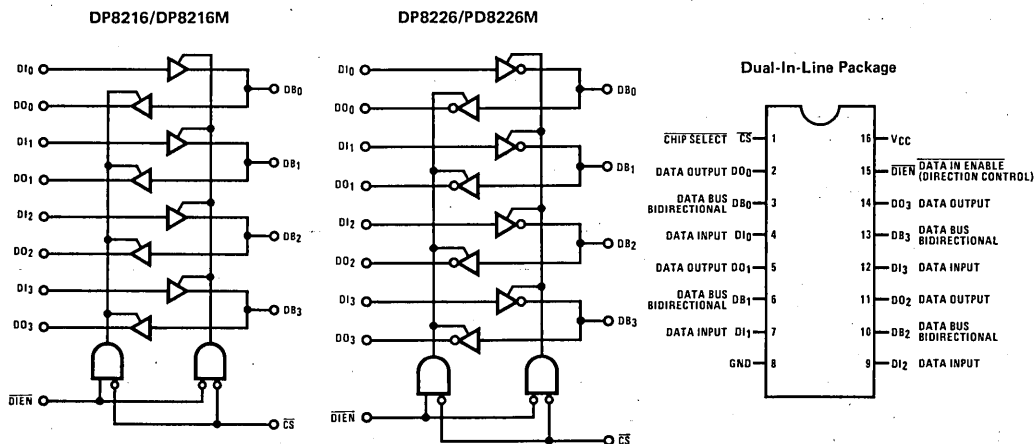 DP8216/DP8216M
DI0
DB0
DO0
DI1
DB1
DO1
DI2
DB2
DO2
DI3
DB3
DO3
DIEN
CS
DP8226/PD8226M
DI0
DB0
DO0
DI1
DB1
DO1
DI2
DB2
DO2
DI3
DB3
DO3
DIEN
CS
Dual-In-Line Package
CHIP SELECT CS 1
16 VCC
DATA OUTPUT DO0 2
15 DIEN DATA IN ENABLE
(DIRECTION CONTROL)
DATA BUS
BIDIRECTIONAL DB0 3
14 DO3 DATA OUTPUT
DATA INPUT DI0 4
13 DB3 DATA BUS
BIDIRECTIONAL
DATA OUTPUT DO1 5
12 DI3 DATA INPUT
DATA BUS
BIDIRECTIONAL DB1 6
11 DO2 DATA OUTPUT
DATA INPUT DI1 7
10 DB2 DATA BUS
BIDIRECTIONAL
GND 8
9 DI2 DATA INPUT